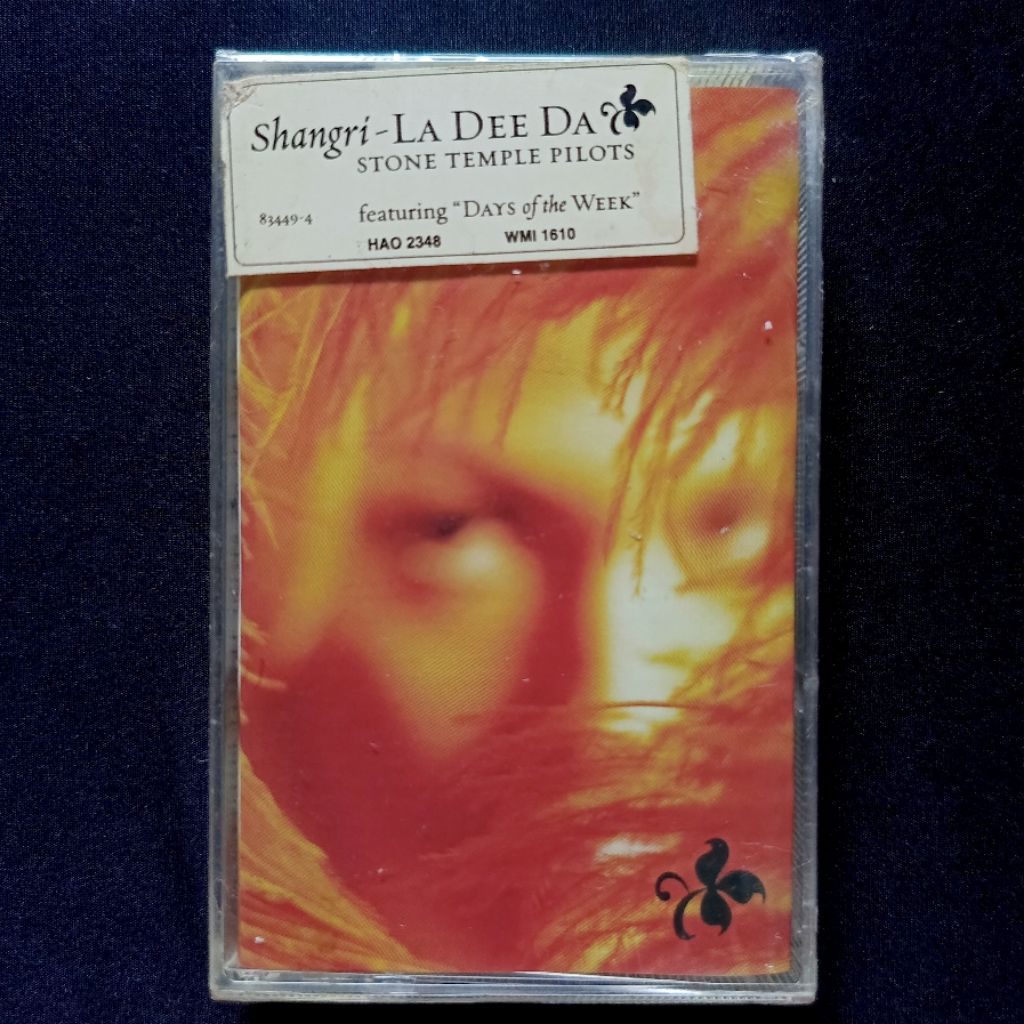 Shangri-LA DEE DA
STONE TEMPLE PILOTS
83449-4 featuring "DAYS of the WEEK"
HAO 2348 WMI 1610